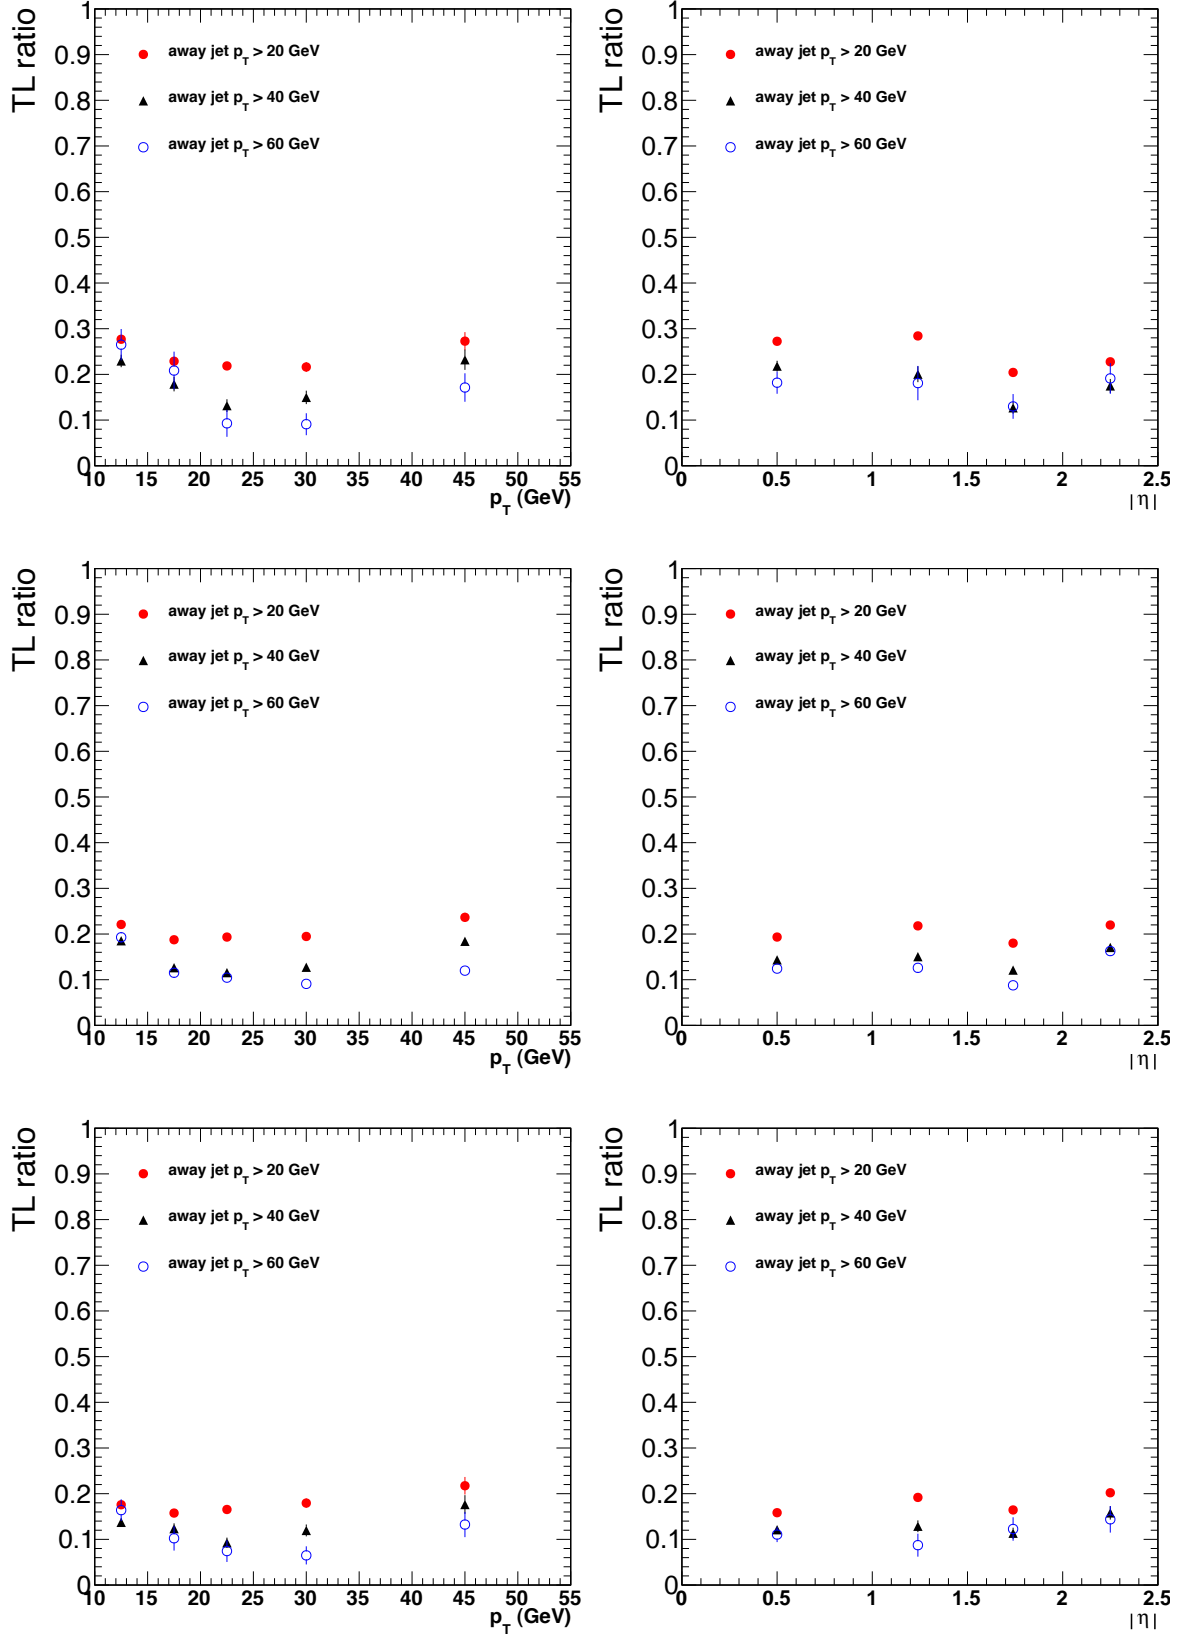 TL ratio
1
0.9
0.8
0.7
0.6
0.5
0.4
0.3
0.2
0.1
0
away jet p_T > 20 GeV
away jet p_T > 40 GeV
away jet p_T > 60 GeV
10 15 20 25 30 35 40 45 50 55
p_T (GeV)
TL ratio
1
0.9
0.8
0.7
0.6
0.5
0.4
0.3
0.2
0.1
0
away jet p_T > 20 GeV
away jet p_T > 40 GeV
away jet p_T > 60 GeV
0 0.5 1 1.5 2 2.5
|η|
TL ratio
1
0.9
0.8
0.7
0.6
0.5
0.4
0.3
0.2
0.1
0
away jet p_T > 20 GeV
away jet p_T > 40 GeV
away jet p_T > 60 GeV
10 15 20 25 30 35 40 45 50 55
p_T (GeV)
TL ratio
1
0.9
0.8
0.7
0.6
0.5
0.4
0.3
0.2
0.1
0
away jet p_T > 20 GeV
away jet p_T > 40 GeV
away jet p_T > 60 GeV
0 0.5 1 1.5 2 2.5
|η|
TL ratio
1
0.9
0.8
0.7
0.6
0.5
0.4
0.3
0.2
0.1
0
away jet p_T > 20 GeV
away jet p_T > 40 GeV
away jet p_T > 60 GeV
10 15 20 25 30 35 40 45 50 55
p_T (GeV)
TL ratio
1
0.9
0.8
0.7
0.6
0.5
0.4
0.3
0.2
0.1
0
away jet p_T > 20 GeV
away jet p_T > 40 GeV
away jet p_T > 60 GeV
0 0.5 1 1.5 2 2.5
|η|